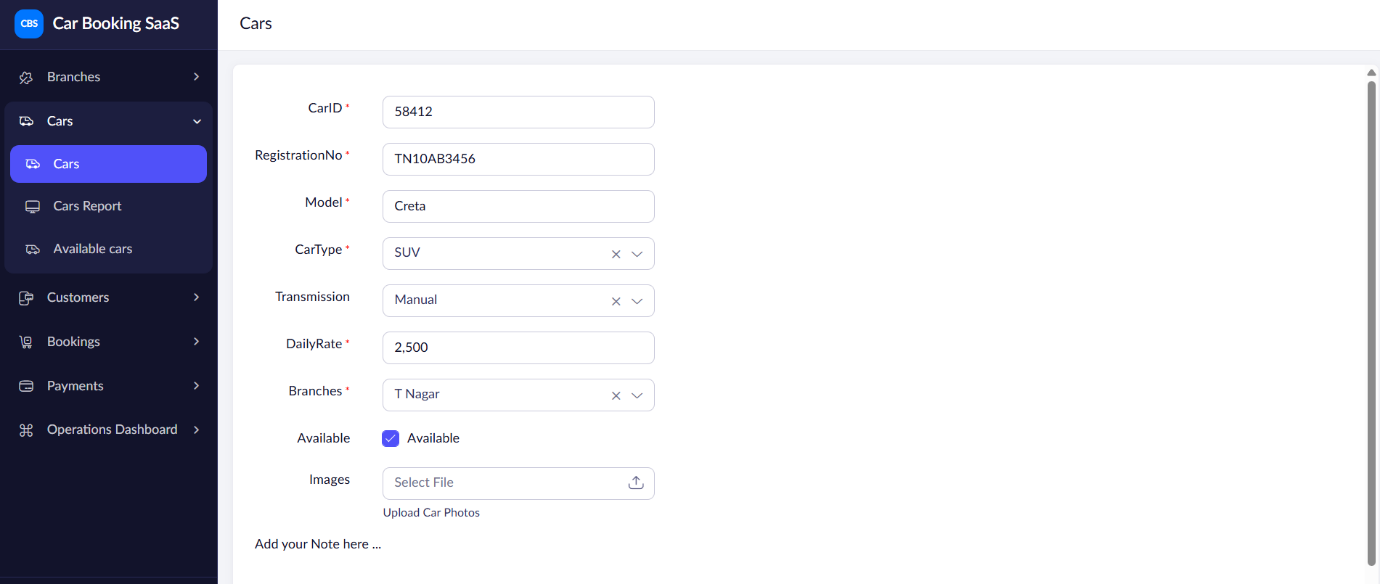 CBS Car Booking SaaS
Cars
Branches
Cars
Cars
Cars Report
Available cars
Customers
Bookings
Payments
Operations Dashboard
CarID * 58412
RegistrationNo * TN10AB3456
Model * Creta
CarType * SUV
Transmission Manual
DailyRate * 2,500
Branches * T Nagar
Available Available
Images Select File
Upload Car Photos
Add your Note here ...